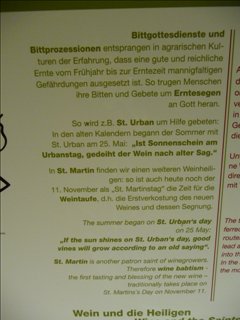 Bittgottesdienste und
Bittprozessionen entsprangen in agrarischen Kul-
turen der Erfahrung, dass eine gute und reichliche
Ernte vom Frühjahr bis zur Erntezeit mannigfaltigen
Gefährdungen ausgesetzt ist. So trugen Menschen
ihre Bitten und Gebete um Erntesegen
an Gott heran.
So wird z.B. St. Urban um Hilfe gebeten:
In den alten Kalendern begann der Sommer mit
St. Urban am 25. Mai: „Ist Sonnenschein am
Urbanstag, gedeiht der Wein nach alter Sag."
In St. Martin finden wir einen weiteren Weinheili-
gen: so ist auch heute noch der
11. November als „St. Martinstag" die Zeit für die
Weintaufe, d.h. die Erstverkostung des neuen
Weines und dessen Segnung.
The summer began on St. Urban's day
on 25 May:
„If the sun shines on St. Urban's day, good
vines will grow according to an old saying".
St. Martin is another patron saint of winegrowers.
Therefore wine babtism -
the first tasting and blessing of the new wine -
traditionally takes place on
St. Martins's Day on November 11.
Wein und die Heiligen